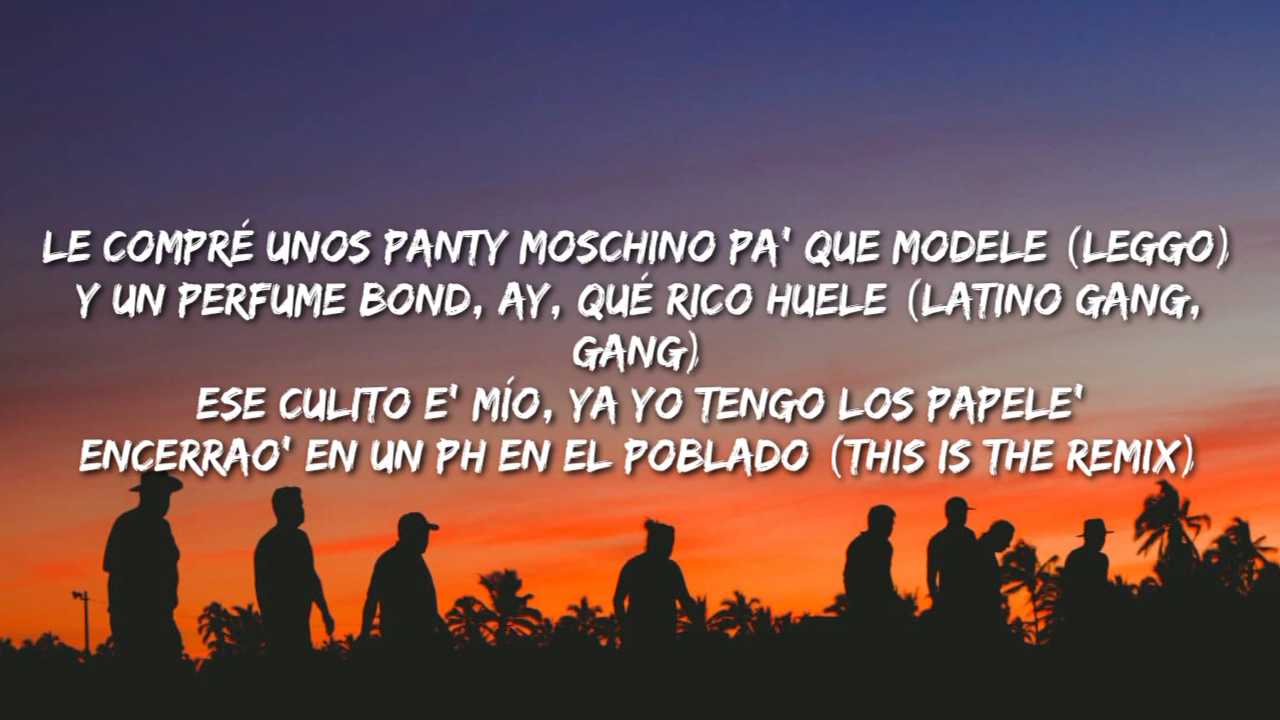 LE COMPRÉ UNOS PANTY MOSCHINO PA' QUE MODELE (LEGGO)
Y UN PERFUME BOND, AY, QUÉ RICO HUELE (LATINO GANG,
GANG)
ESE CULITO E' MÍO, YA YO TENGO LOS PAPELE'
ENCERRAO' EN UN PH EN EL POBLADO (THIS IS THE REMIX)